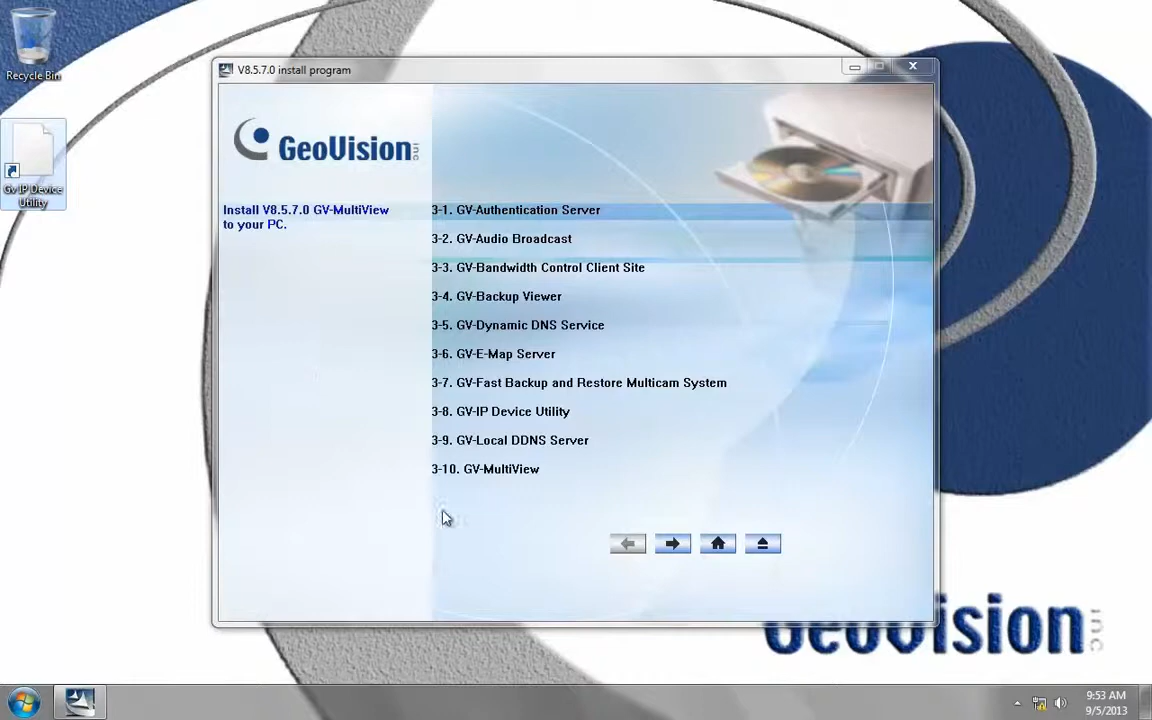 Recycle Bin
Gv IP Device
Utility
V8.5.7.0 install program
GeoVision inc
Install V8.5.7.0 GV-MultiView
to your PC.
3-1. GV-Authentication Server
3-2. GV-Audio Broadcast
3-3. GV-Bandwidth Control Client Site
3-4. GV-Backup Viewer
3-5. GV-Dynamic DNS Service
3-6. GV-E-Map Server
3-7. GV-Fast Backup and Restore Multicam System
3-8. GV-IP Device Utility
3-9. GV-Local DDNS Server
3-10. GV-MultiView
GeoVision inc
9:53 AM
9/5/2013